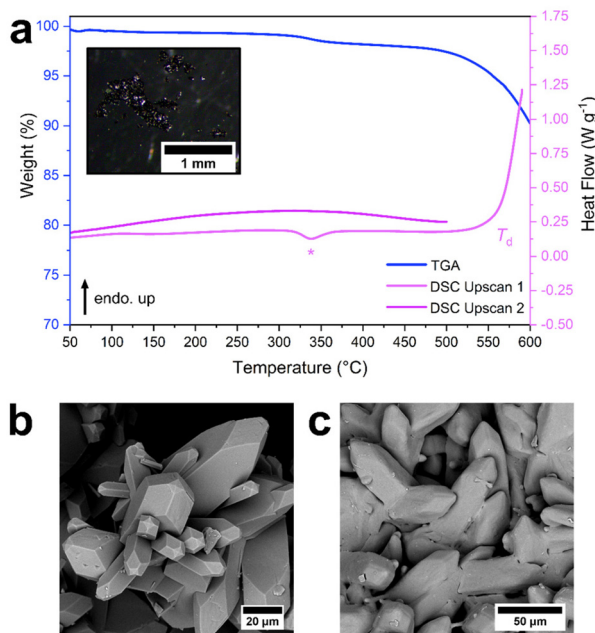 a
100
95
90
85
80
75
70
Weight (%)
1 mm
endo. up
*
T_d
TGA
DSC Upscan 1
DSC Upscan 2
1.75
1.50
1.25
1.00
0.75
0.50
0.25
0.00
-0.25
-0.50
Heat Flow (W g⁻¹)
50 100 150 200 250 300 350 400 450 500 550 600
Temperature (°C)
b
20 µm
c
50 µm